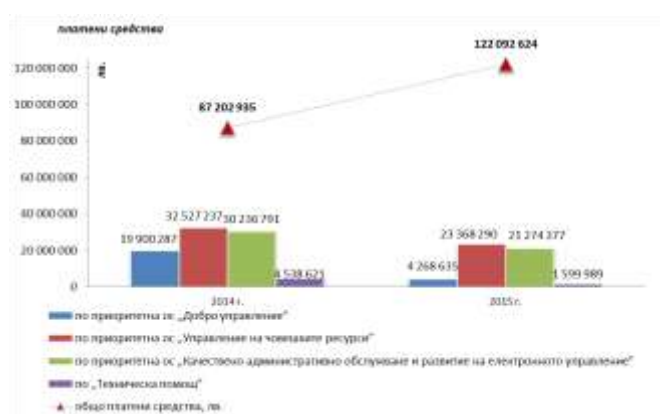 платени средства
лв.
122 092 624
120 000 000
100 000 000
87 202 935
80 000 000
60 000 000
40 000 000
32 527 237
30 236 791
23 368 290
21 274 377
19 900 287
20 000 000
4 538 621
4 268 635
1 599 989
0
2014 г.
2015 г.
по приоритетна ос „Добро управление"
по приоритетна ос „Управление на човешките ресурси"
по приоритетна ос „Качествено административно обслужване и развитие на електронното управление"
по „Техническа помощ"
общо платени средства, лв.